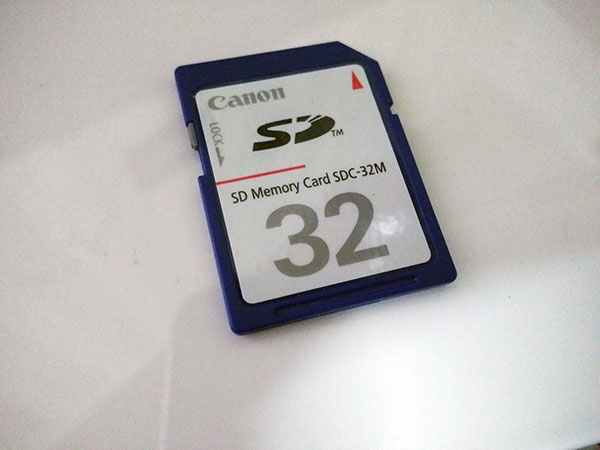 Canon
LOCK
SD™
SD Memory Card SDC-32M
32